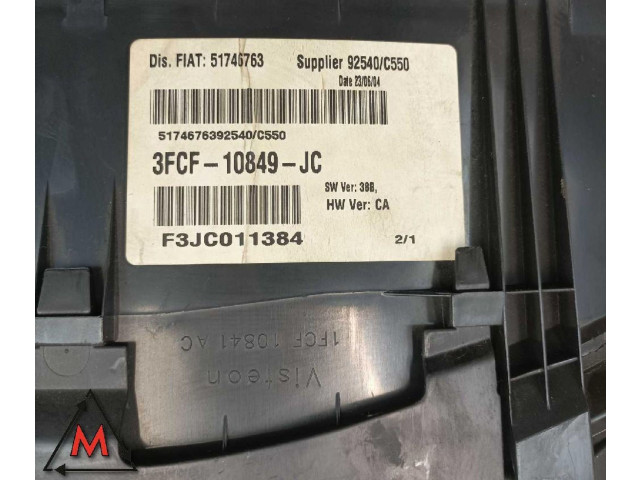 Dis. FIAT: 51746763 Supplier 92540/C550
Date 23/06/04
5174676392540/C550
3FCF-10849-JC
SW Ver: 38B,
HW Ver: CA
F3JC011384
2/1
1FCF 10841 AC
Visteon
M